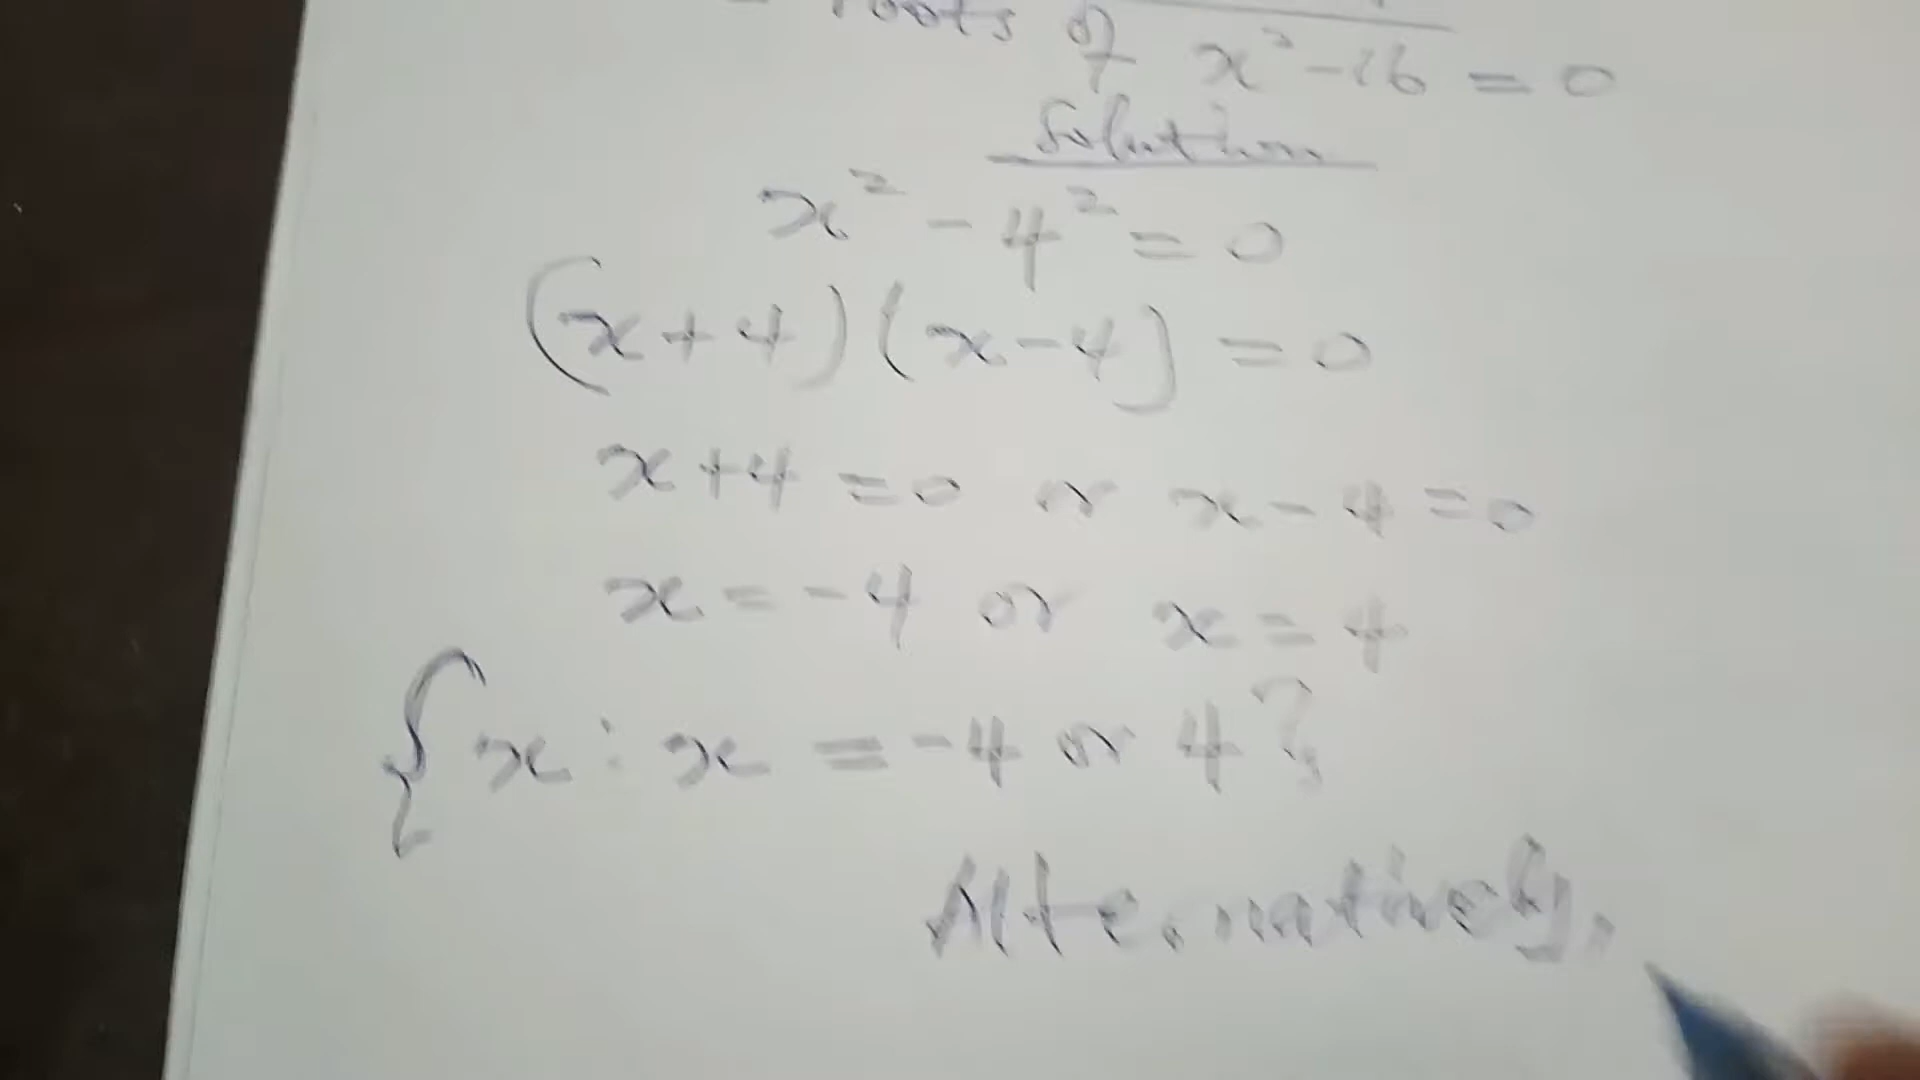 roots of x² - 16 = 0
Solution
x² - 4² = 0
(x + 4) (x - 4) = 0
x + 4 = 0 or x - 4 = 0
x = -4 or x = 4
{x : x = -4 or 4}
Alternatively,